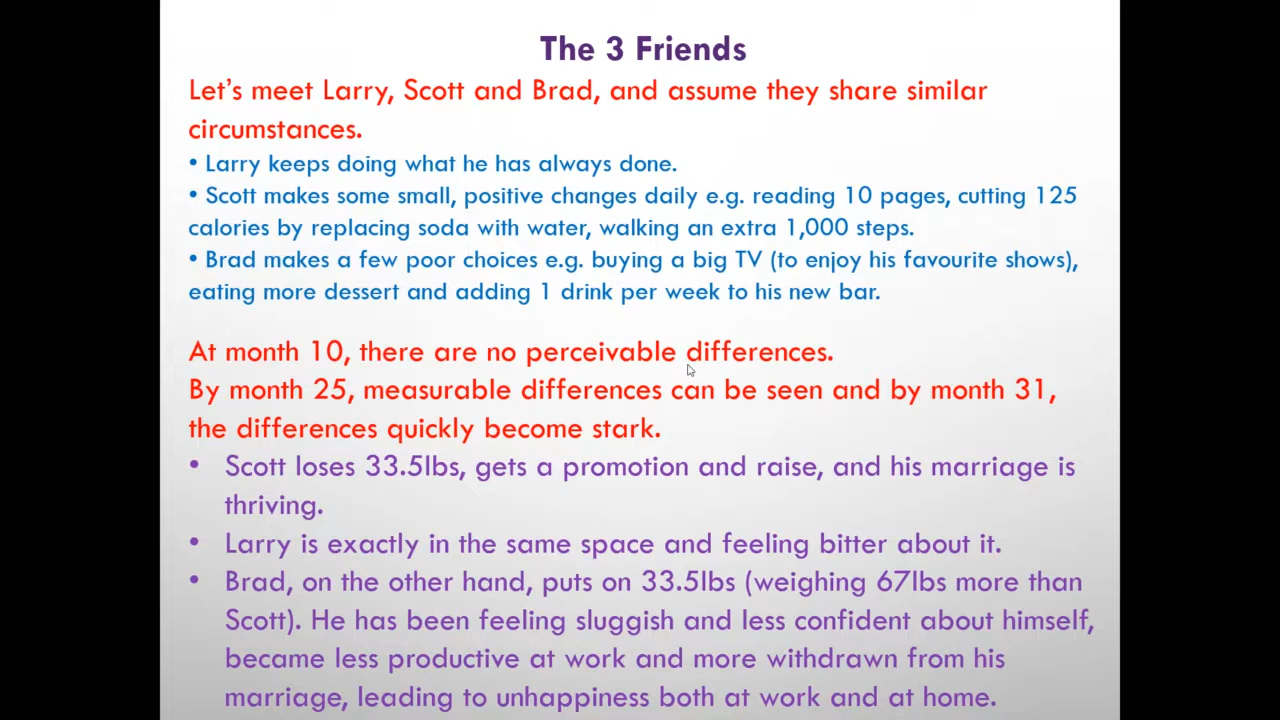 The 3 Friends
Let's meet Larry, Scott and Brad, and assume they share similar
circumstances.
• Larry keeps doing what he has always done.
• Scott makes some small, positive changes daily e.g. reading 10 pages, cutting 125
calories by replacing soda with water, walking an extra 1,000 steps.
• Brad makes a few poor choices e.g. buying a big TV (to enjoy his favourite shows),
eating more dessert and adding 1 drink per week to his new bar.
At month 10, there are no perceivable differences.
By month 25, measurable differences can be seen and by month 31,
the differences quickly become stark.
• Scott loses 33.5lbs, gets a promotion and raise, and his marriage is
thriving.
• Larry is exactly in the same space and feeling bitter about it.
• Brad, on the other hand, puts on 33.5lbs (weighing 67lbs more than
Scott). He has been feeling sluggish and less confident about himself,
became less productive at work and more withdrawn from his
marriage, leading to unhappiness both at work and at home.